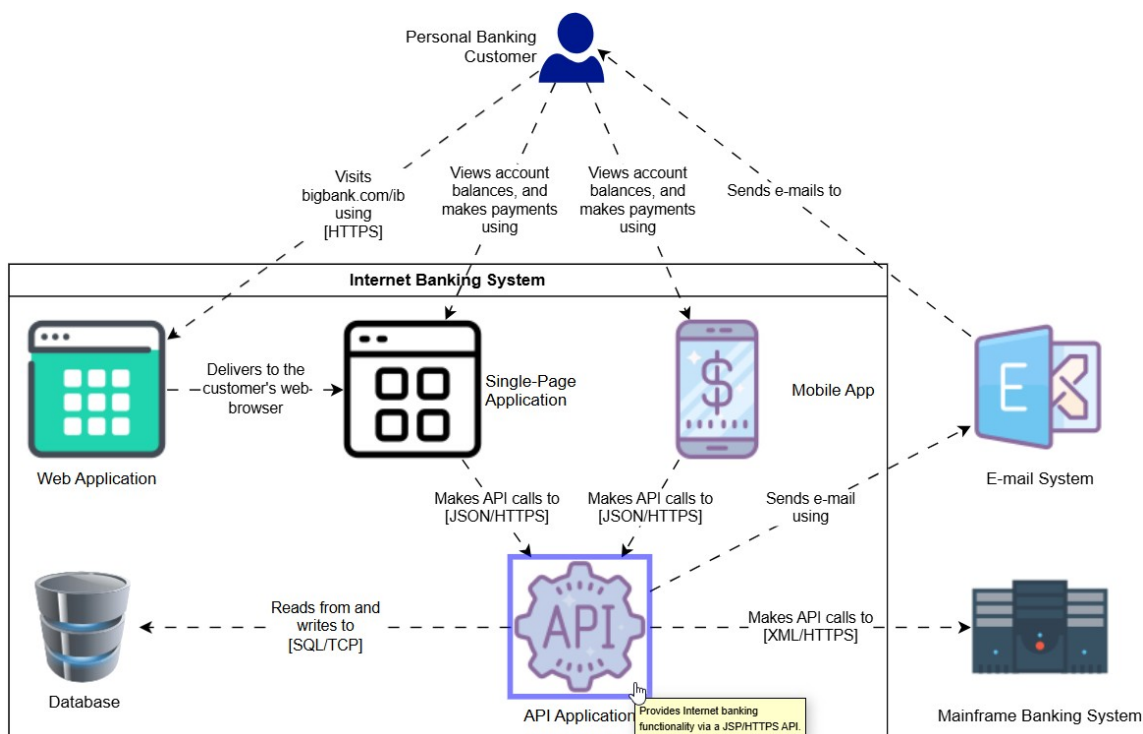 Personal Banking
Customer
Visits
bigbank.com/ib
using
[HTTPS]
Views account
balances, and
makes payments
using
Views account
balances, and
makes payments
using
Sends e-mails to
Internet Banking System
Delivers to the
customer's web
browser
Single-Page
Application
$
Mobile App
E
Web Application
E-mail System
Makes API calls to
[JSON/HTTPS]
Makes API calls to
[JSON/HTTPS]
Sends e-mail
using
Reads from and
writes to
[SQL/TCP]
API
Makes API calls to
[XML/HTTPS]
Database
API Application
Provides Internet banking
functionality via a JSP/HTTPS API.
Mainframe Banking System